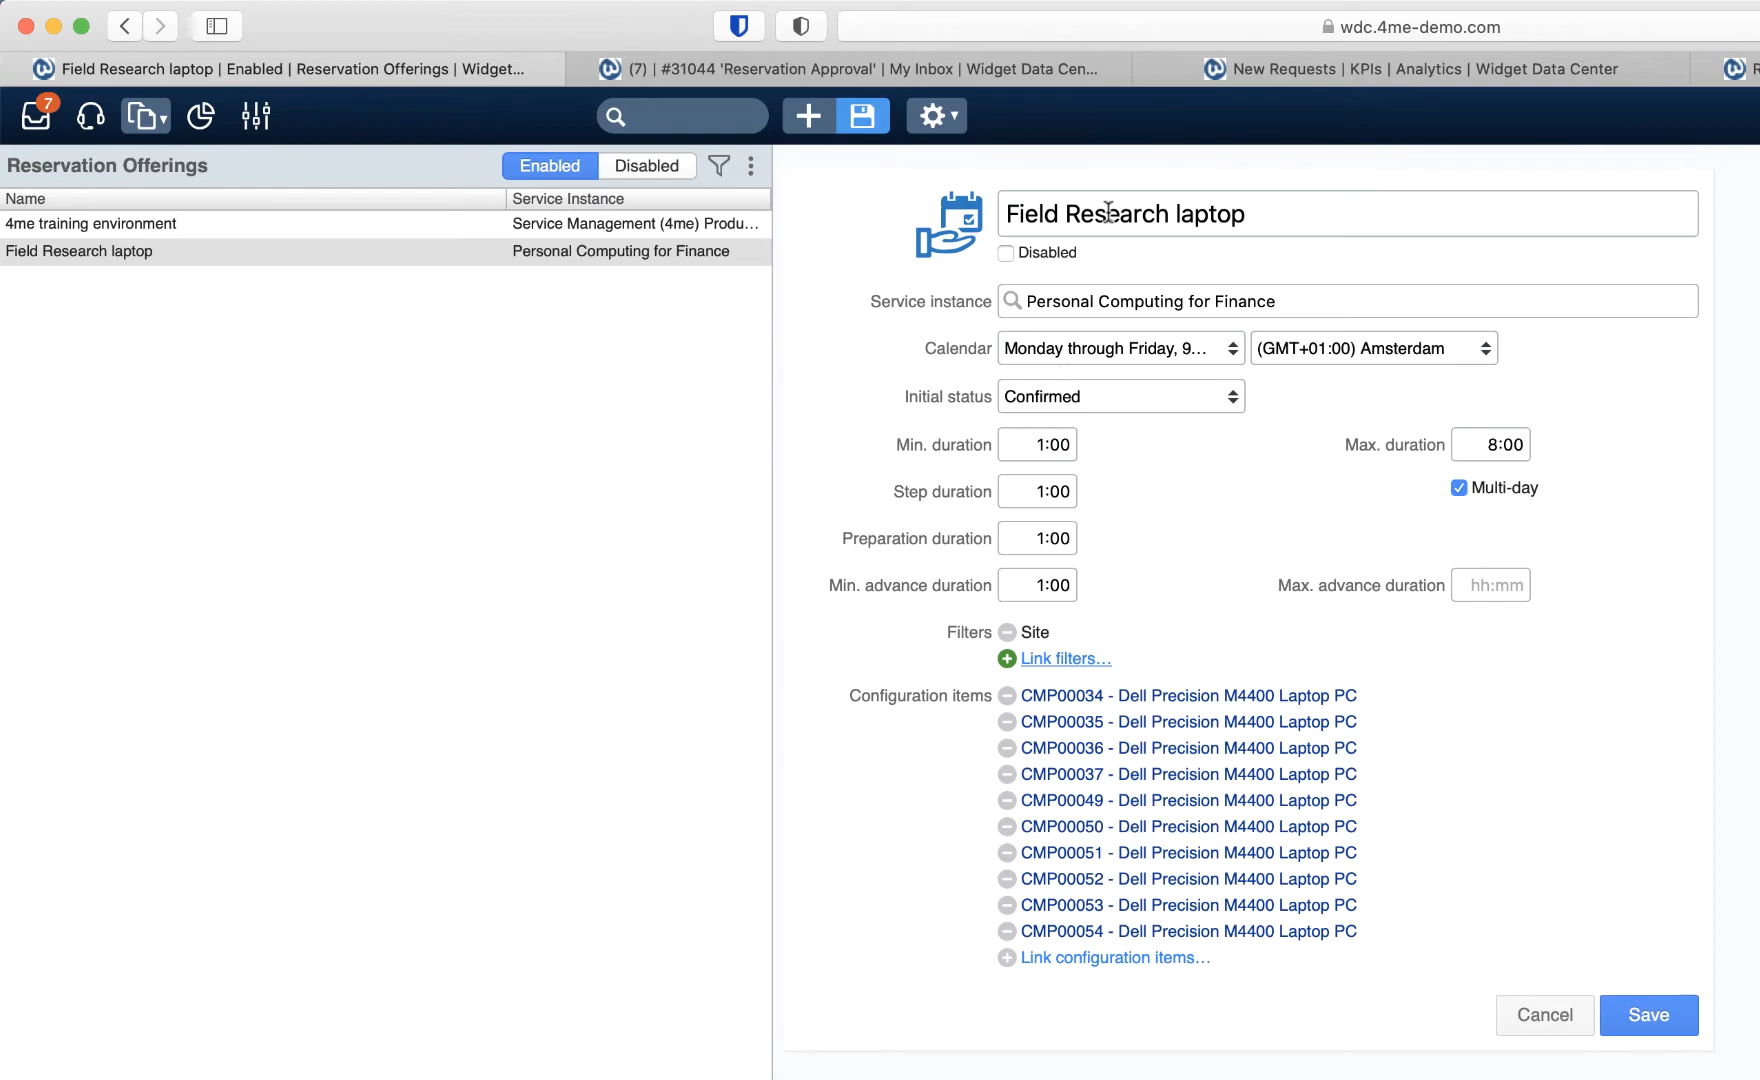 wdc.4me-demo.com
Field Research laptop | Enabled | Reservation Offerings | Widget...
(7) | #31044 'Reservation Approval' | My Inbox | Widget Data Cen...
New Requests | KPIs | Analytics | Widget Data Center
R
7
Reservation Offerings
Enabled
Disabled
Name
Service Instance
4me training environment
Service Management (4me) Produ...
Field Research laptop
Personal Computing for Finance
Field Research laptop
Disabled
Service instance
Personal Computing for Finance
Calendar
Monday through Friday, 9...
(GMT+01:00) Amsterdam
Initial status
Confirmed
Min. duration
1:00
Max. duration
8:00
Step duration
1:00
Multi-day
Preparation duration
1:00
Min. advance duration
1:00
Max. advance duration
hh:mm
Filters
Site
Link filters...
Configuration items
CMP00034 - Dell Precision M4400 Laptop PC
CMP00035 - Dell Precision M4400 Laptop PC
CMP00036 - Dell Precision M4400 Laptop PC
CMP00037 - Dell Precision M4400 Laptop PC
CMP00049 - Dell Precision M4400 Laptop PC
CMP00050 - Dell Precision M4400 Laptop PC
CMP00051 - Dell Precision M4400 Laptop PC
CMP00052 - Dell Precision M4400 Laptop PC
CMP00053 - Dell Precision M4400 Laptop PC
CMP00054 - Dell Precision M4400 Laptop PC
Link configuration items...
Cancel
Save